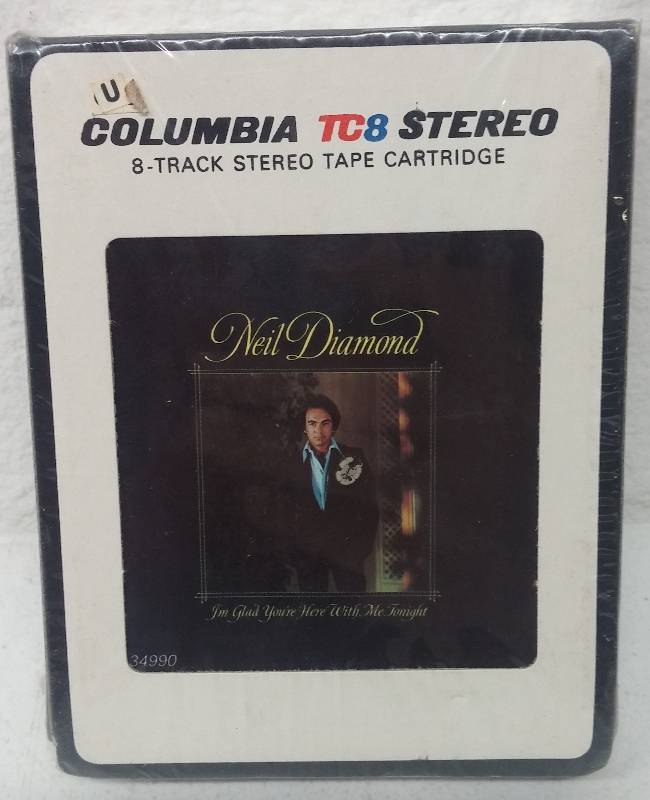 U
COLUMBIA TC8 STEREO
8-TRACK STEREO TAPE CARTRIDGE
Neil Diamond
I'm Glad You're Here With Me Tonight
34990